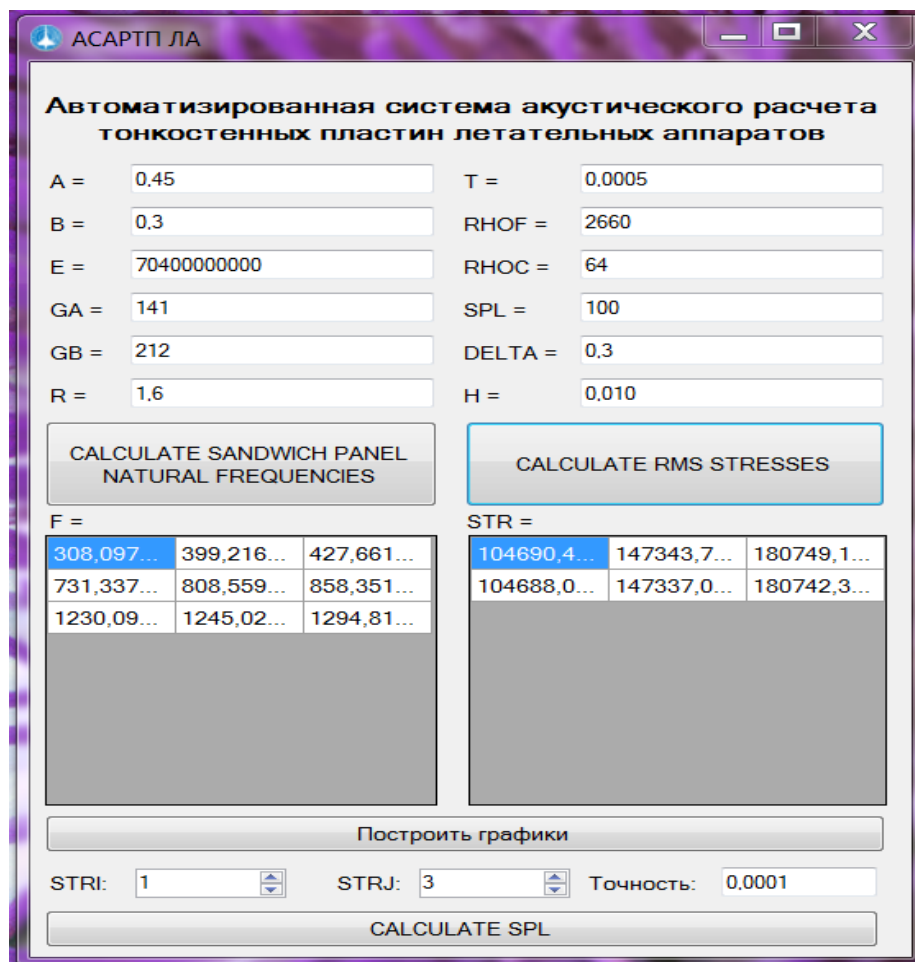 АСАРТП ЛА
Автоматизированная система акустического расчета
тонкостенных пластин летательных аппаратов
A = 0,45 T = 0,0005
B = 0,3 RHOF = 2660
E = 70400000000 RHOC = 64
GA = 141 SPL = 100
GB = 212 DELTA = 0,3
R = 1,6 H = 0,010
CALCULATE SANDWICH PANEL
NATURAL FREQUENCIES
CALCULATE RMS STRESSES
F = STR =
308,097... 399,216... 427,661... 104690,4... 147343,7... 180749,1...
731,337... 808,559... 858,351... 104688,0... 147337,0... 180742,3...
1230,09... 1245,02... 1294,81...
Построить графики
STRI: 1 STRJ: 3 Точность: 0,0001
CALCULATE SPL